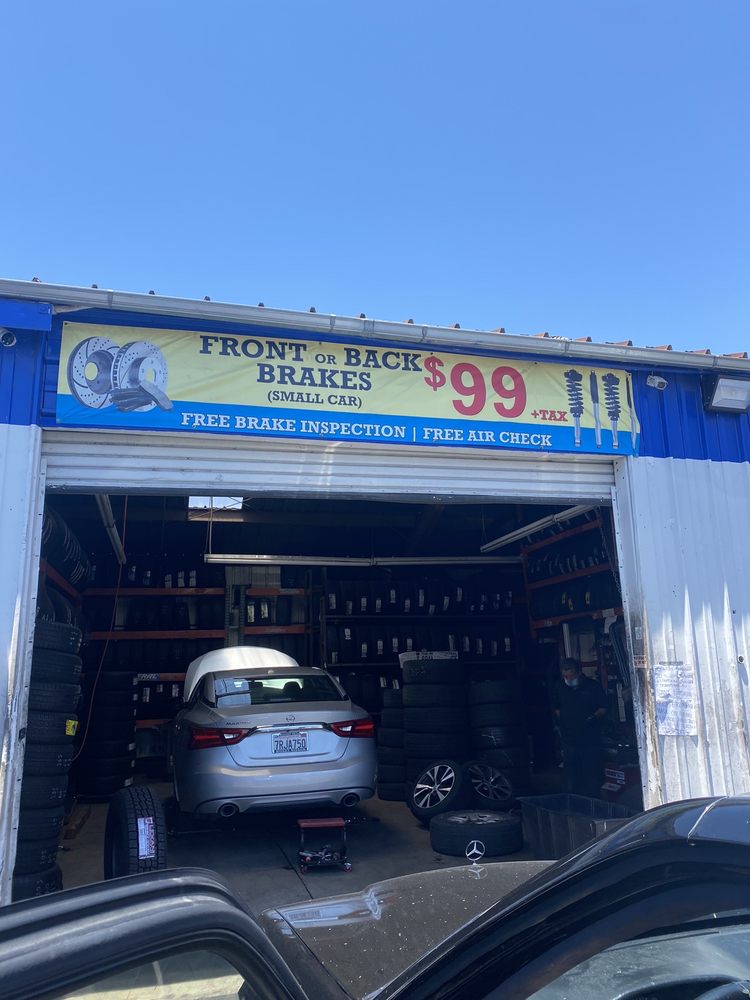 FRONT OR BACK
BRAKES
(SMALL CAR)
$99
+TAX
FREE BRAKE INSPECTION | FREE AIR CHECK
7RJA750